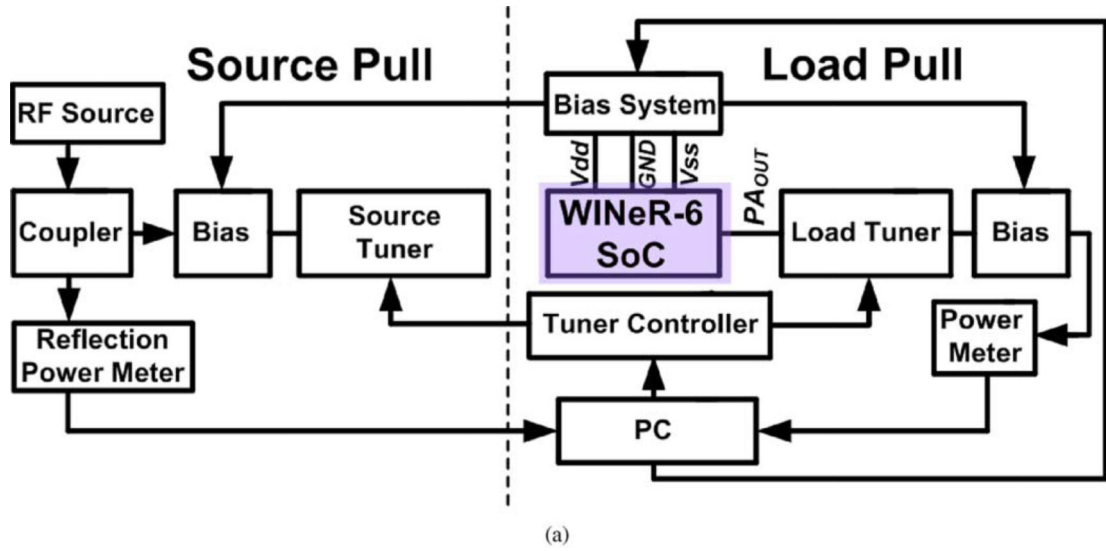 Source Pull
Load Pull
RF Source
Bias System
Vdd
GND
Vss
Coupler
Bias
Source
Tuner
WINeR-6
SoC
PAOUT
Load Tuner
Bias
Reflection
Power Meter
Tuner Controller
Power
Meter
PC
(a)